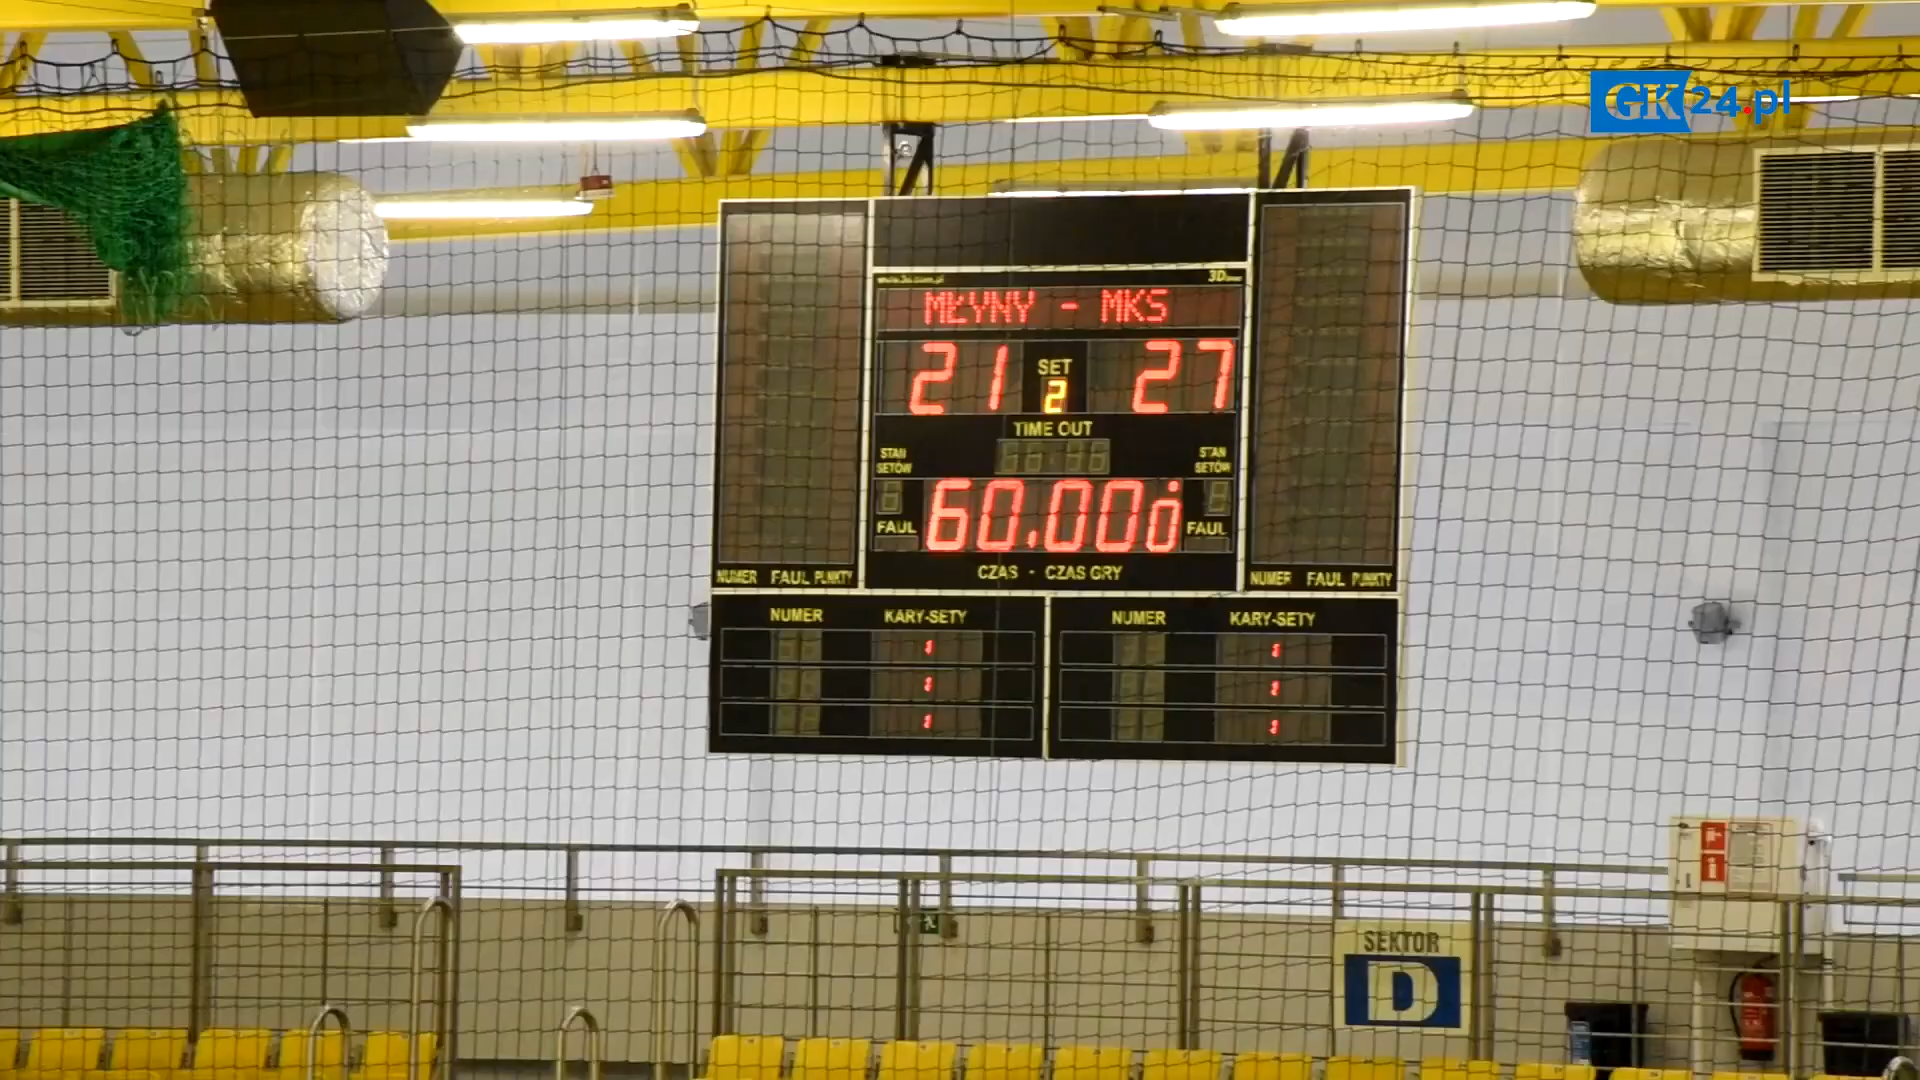 GK24.pl
MŁYNY - MKS
21 SET 27
2
TIME OUT
STAN SETÓW
STAN SETÓW
60.000
FAUL
FAUL
CZAS - CZAS GRY
NUMER FAUL PUNKTY
NUMER FAUL PUNKTY
NUMER KARY-SETY
NUMER KARY-SETY
SEKTOR
D